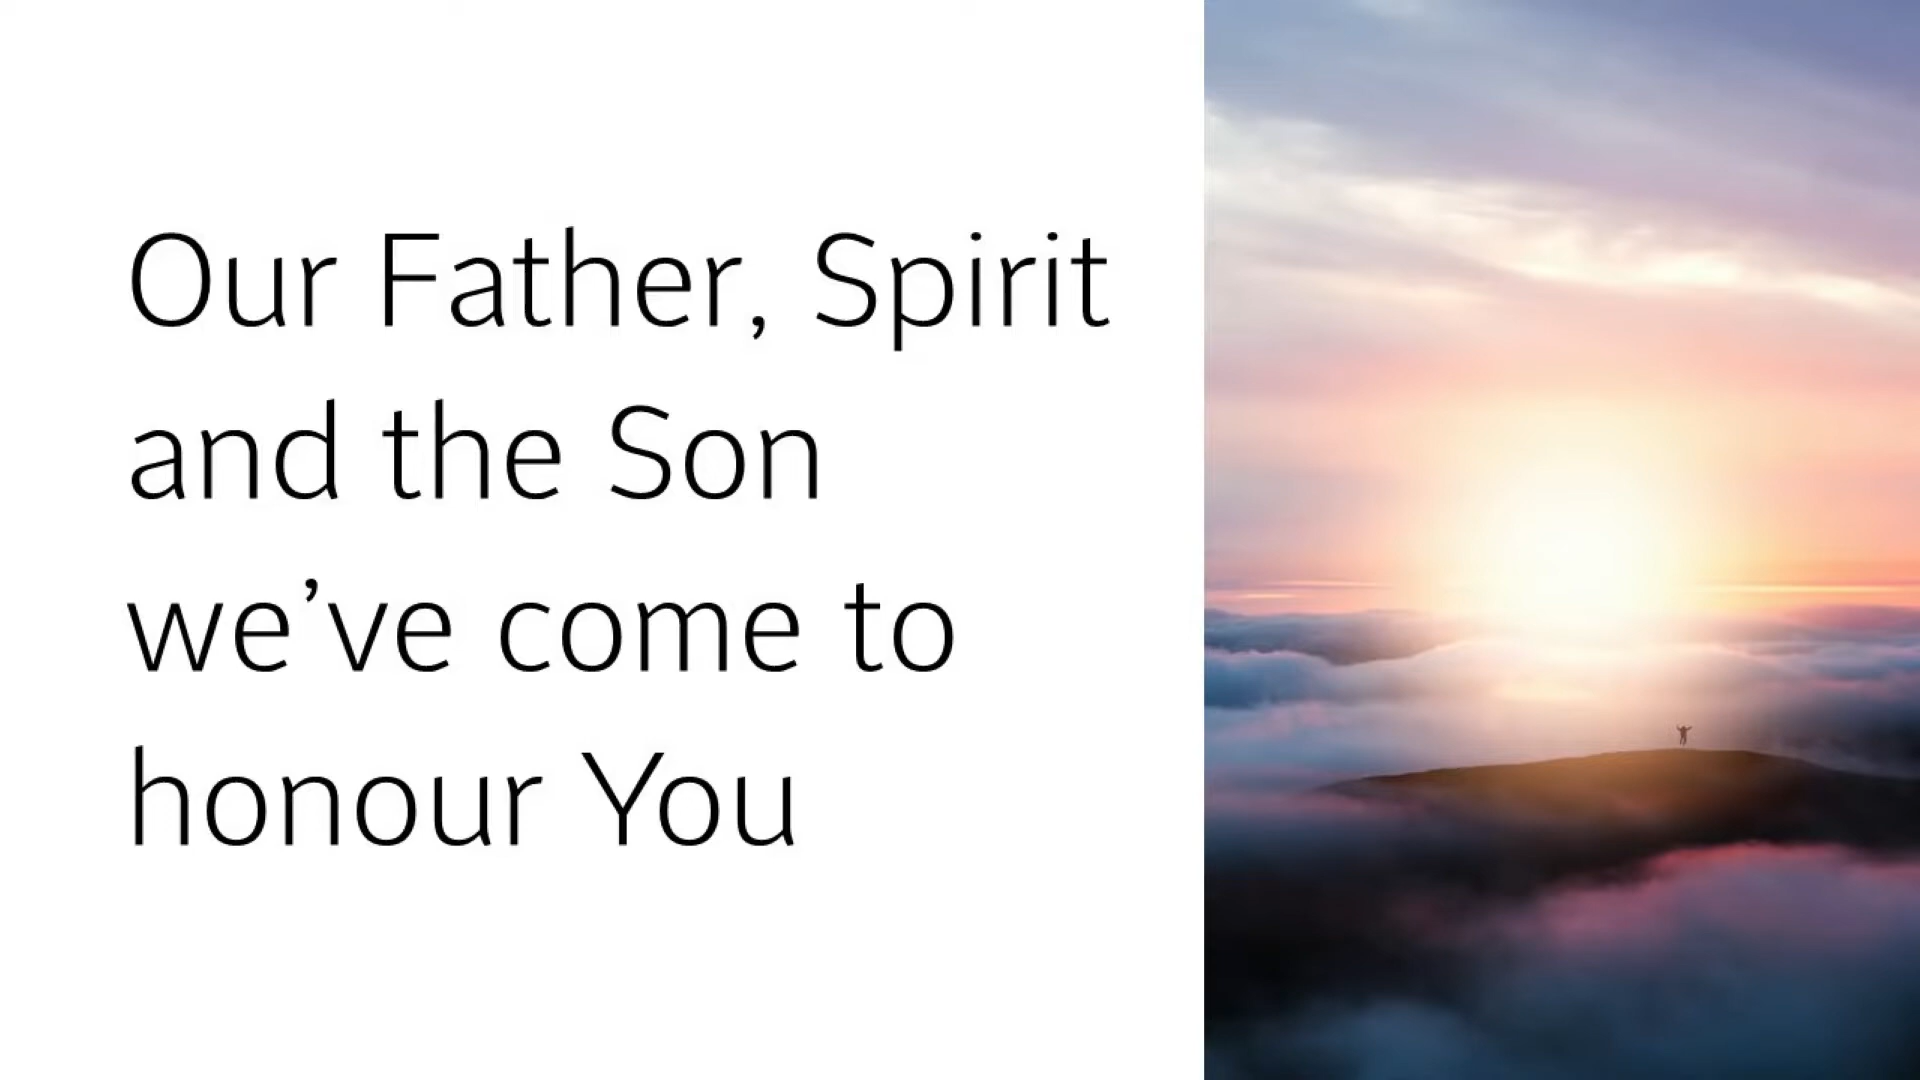 Our Father, Spirit
and the Son
we’ve come to
honour You